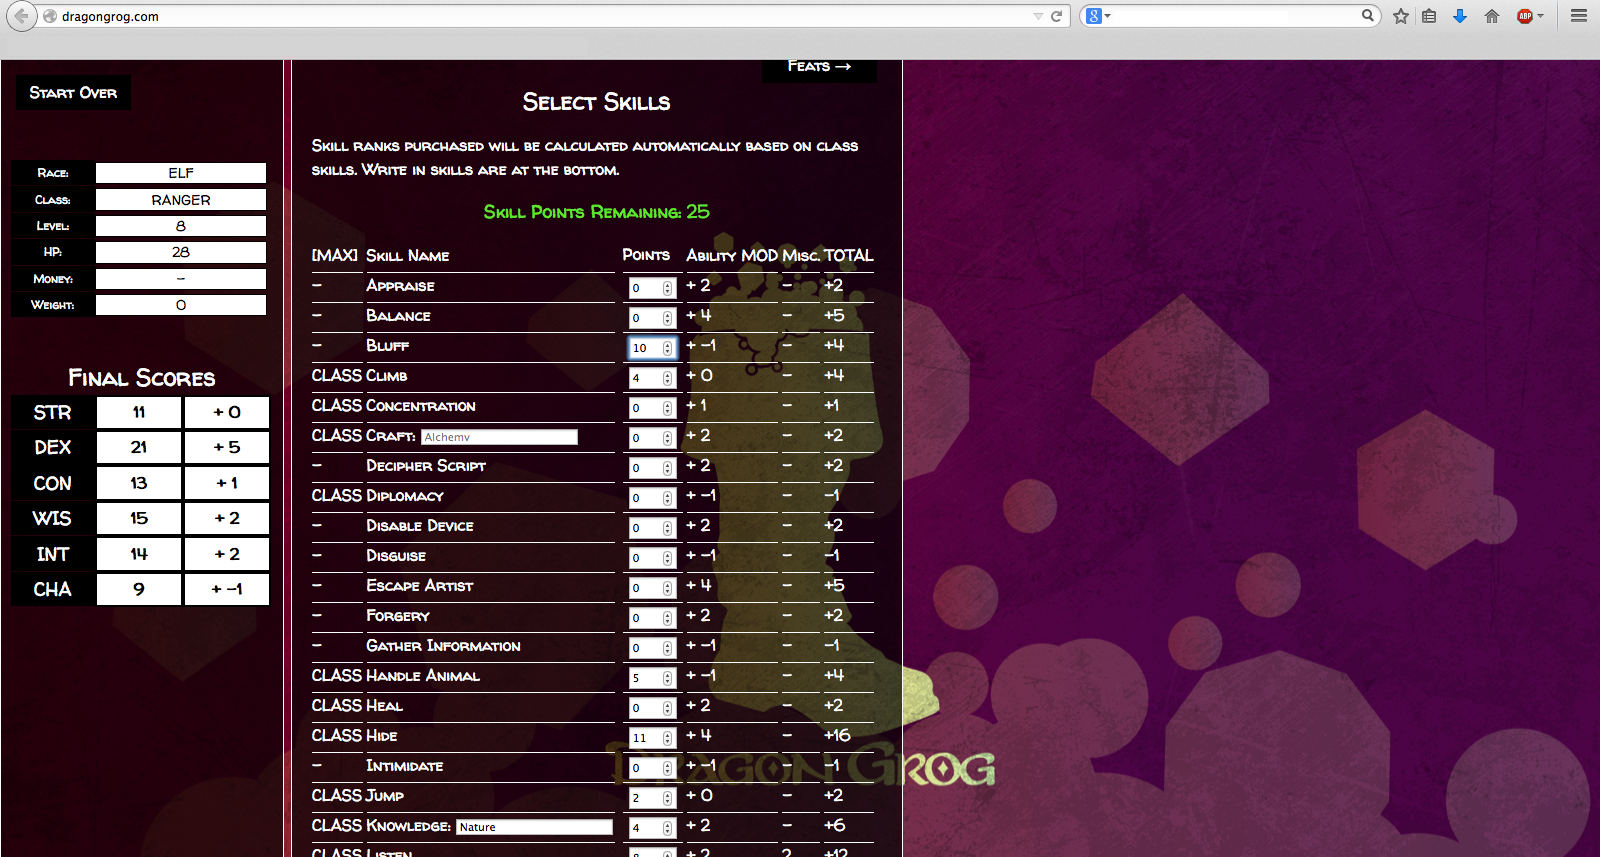 dragongrog.com
8
ABP
Start Over
Race: ELF
Class: RANGER
Level: 8
HP: 28
Money: -
Weight: 0
Final Scores
STR 11 + 0
DEX 21 + 5
CON 13 + 1
WIS 15 + 2
INT 14 + 2
CHA 9 + -1
Feats →
Select Skills
Skill ranks purchased will be calculated automatically based on class
skills. Write in skills are at the bottom.
Skill Points Remaining: 25
[MAX] Skill Name Points Ability MOD Misc. TOTAL
- Appraise 0 + 2 - +2
- Balance 0 + 4 - +5
- Bluff 10 + -1 - +4
CLASS Climb 4 + 0 - +4
CLASS Concentration 0 + 1 - +1
CLASS Craft: Alchemy 0 + 2 - +2
- Decipher Script 0 + 2 - +2
CLASS Diplomacy 0 + -1 - -1
- Disable Device 0 + 2 - +2
- Disguise 0 + -1 - -1
- Escape Artist 0 + 4 - +5
- Forgery 0 + 2 - +2
- Gather Information 0 + -1 - -1
CLASS Handle Animal 5 + -1 - +4
CLASS Heal 0 + 2 - +2
CLASS Hide 11 + 4 - +16
- Intimidate 0 + -1 - -1
CLASS Jump 2 + 0 - +2
CLASS Knowledge: Nature 4 + 2 - +6
CLASS Listen 8 + 2 2 +12
Dragon Grog